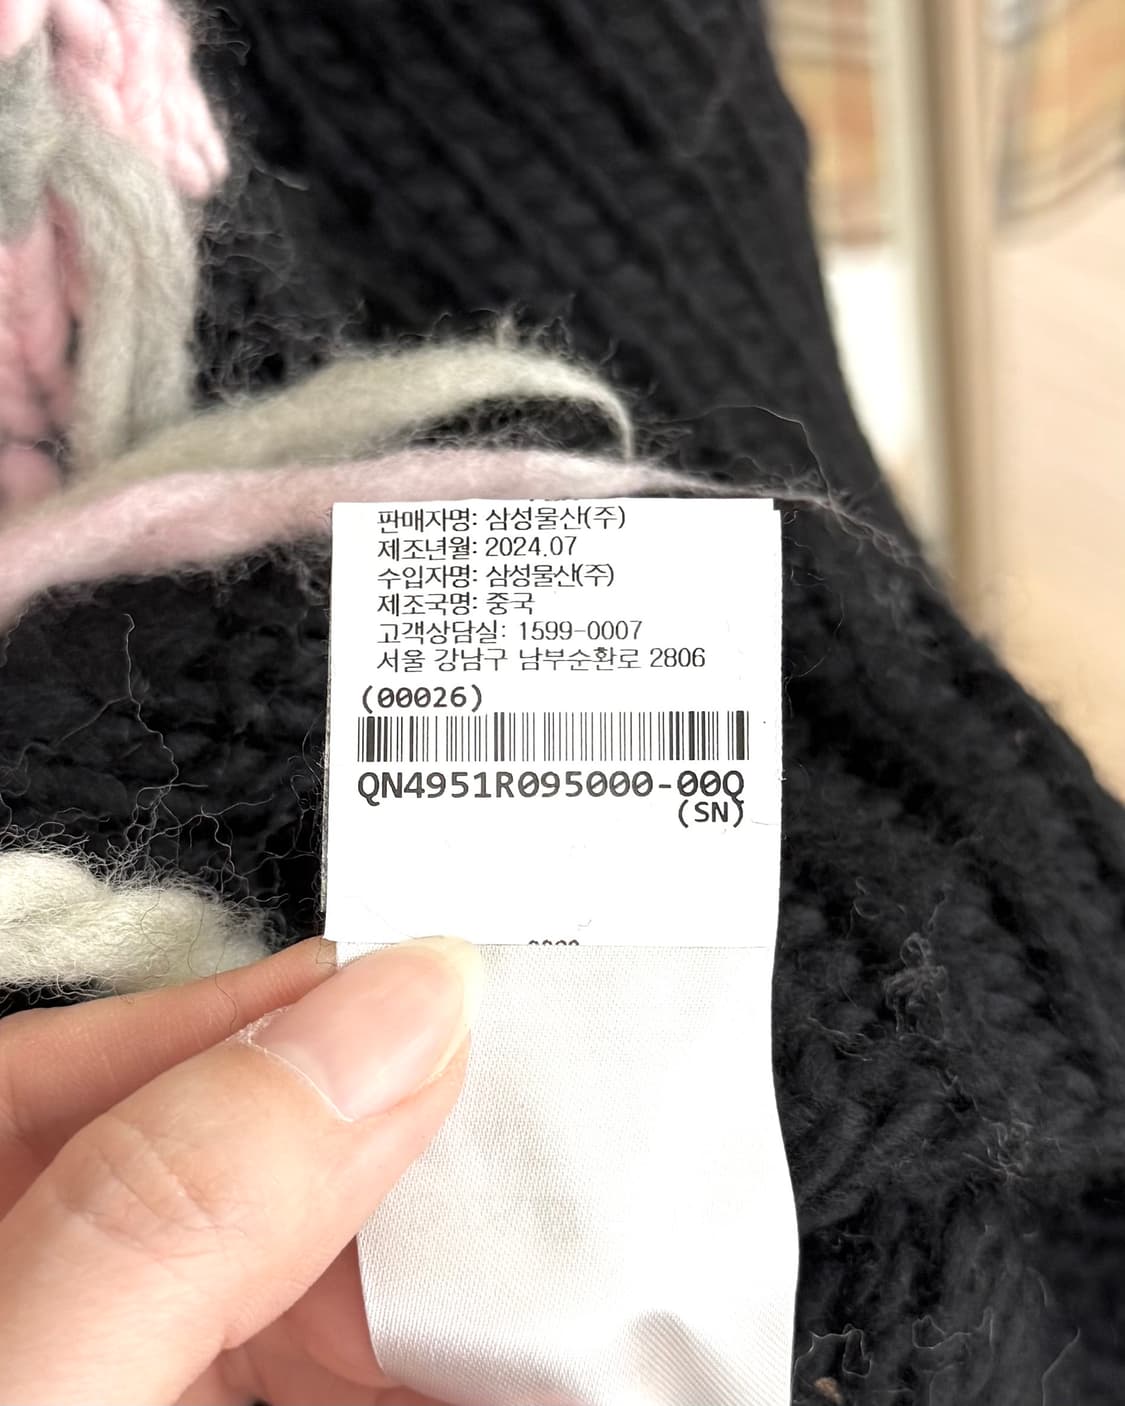 판매자명: 삼성물산(주)
제조년월: 2024.07
수입자명: 삼성물산(주)
제조국명: 중국
고객상담실: 1599-0007
서울 강남구 남부순환로 2806
(00026)
QN4951R095000-00Q
(SN)